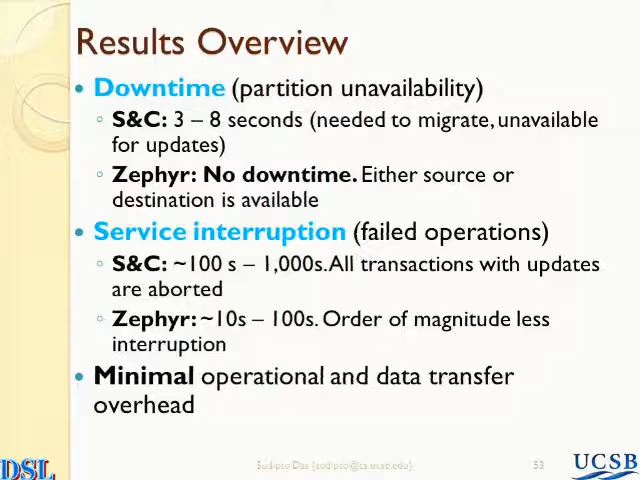 Results Overview
• Downtime (partition unavailability)
◦ S&C: 3 – 8 seconds (needed to migrate, unavailable
for updates)
◦ Zephyr: No downtime. Either source or
destination is available
• Service interruption (failed operations)
◦ S&C: ~100 s – 1,000s. All transactions with updates
are aborted
◦ Zephyr: ~10s – 100s. Order of magnitude less
interruption
• Minimal operational and data transfer
overhead
DSL
Sudipto Das {sudipto@cs.ucsb.edu}
53
UCSB